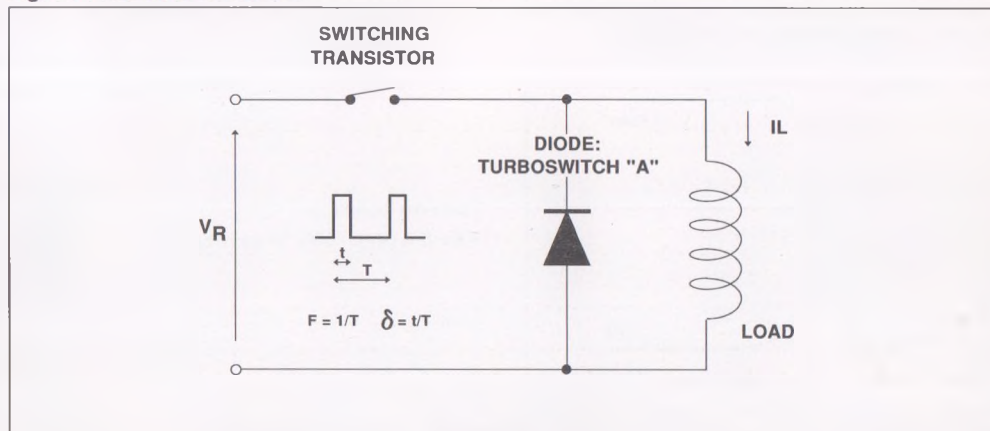 SWITCHING
TRANSISTOR
IL
DIODE:
TURBOSWITCH "A"
VR
t
T
F = 1/T δ = t/T
LOAD